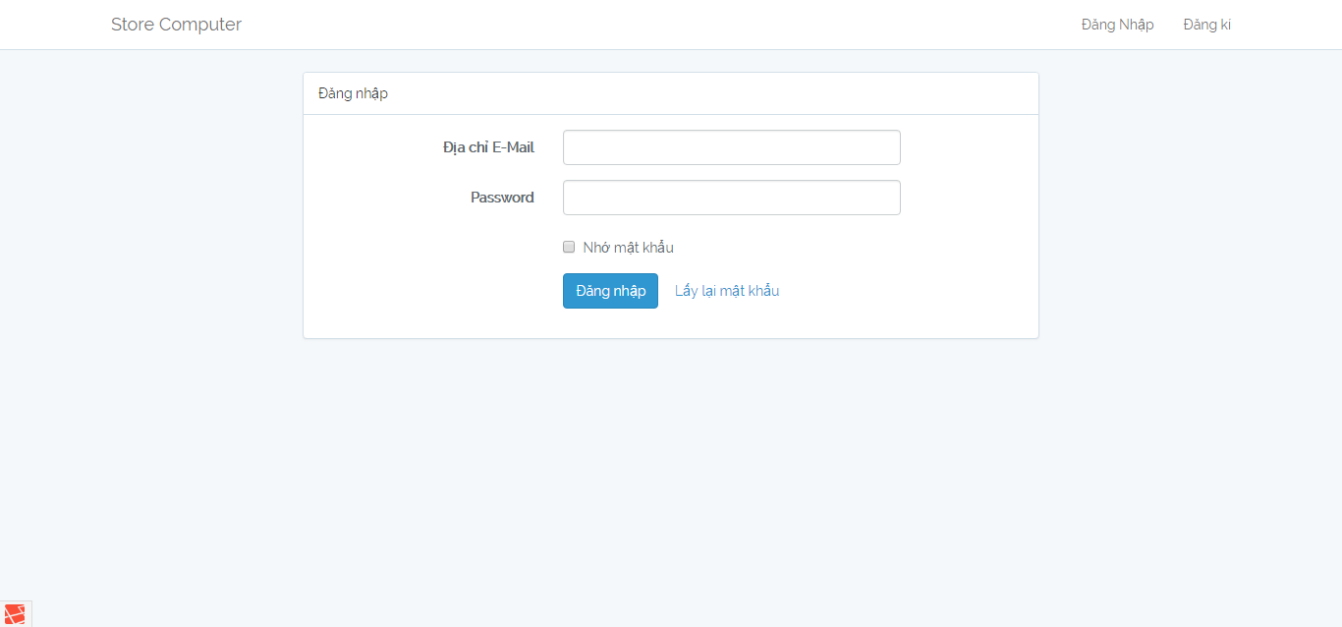 Store Computer Đăng Nhập Đăng kí
Đăng nhập
Địa chỉ E-Mail
Password
Nhớ mật khẩu
Đăng nhập Lấy lại mật khẩu